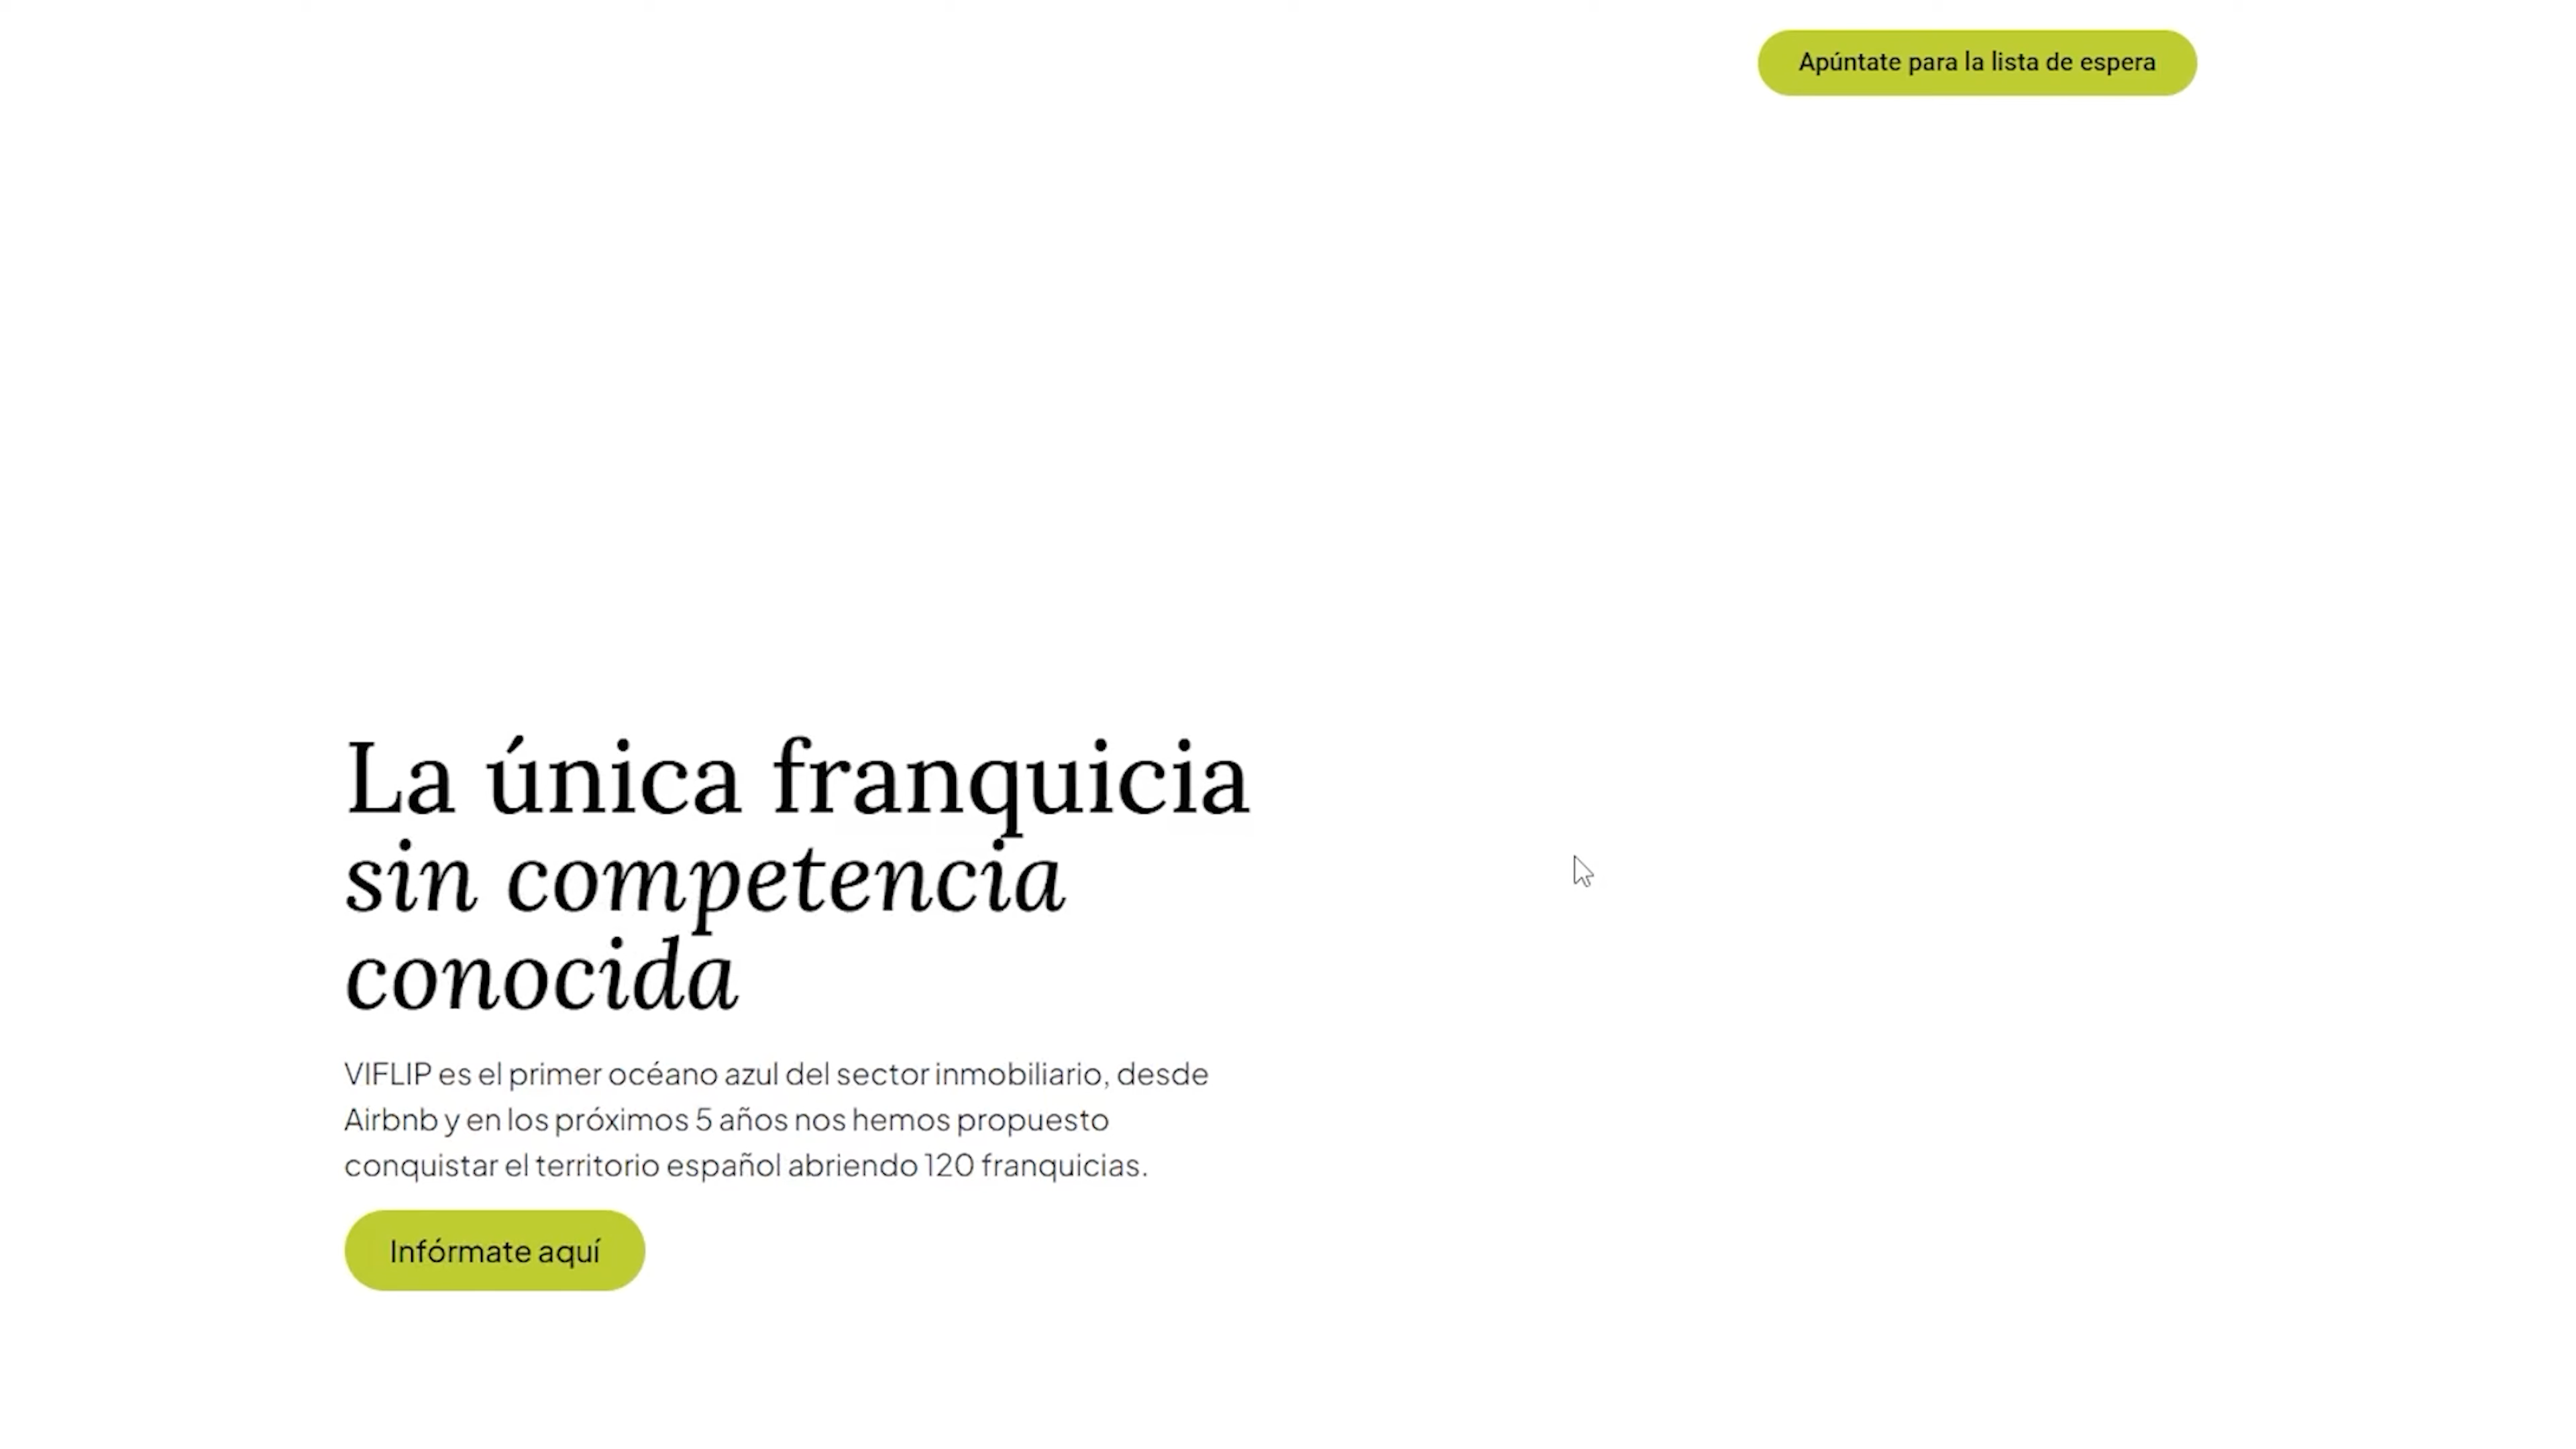 Apúntate para la lista de espera
La única franquicia
sin competencia
conocida
VIFLIP es el primer océano azul del sector inmobiliario, desde
Airbnb y en los próximos 5 años nos hemos propuesto
conquistar el territorio español abriendo 120 franquicias.
Infórmate aquí